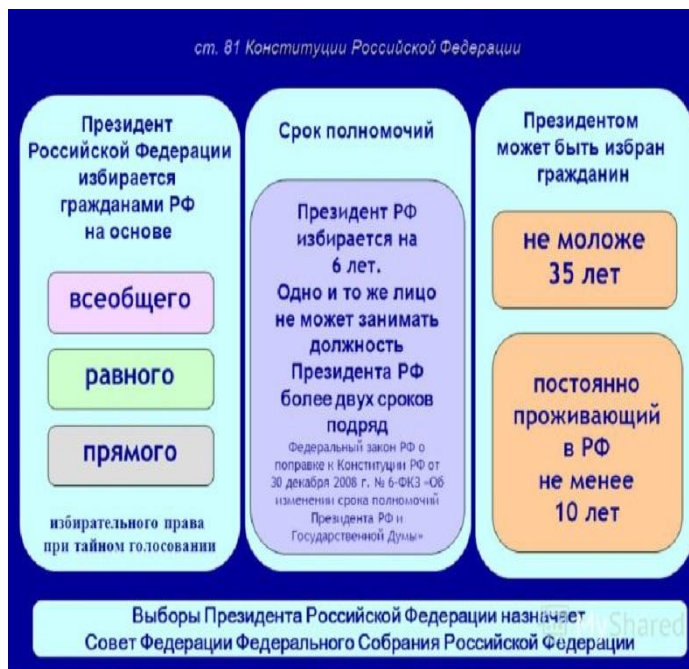 ст. 81 Конституции Российской Федерации
Президент
Российской Федерации
избирается
гражданами РФ
на основе
всеобщего
равного
прямого
избирательного права
при тайном голосовании
Срок полномочий
Президент РФ
избирается на
6 лет.
Одно и то же лицо
не может занимать
должность
Президента РФ
более двух сроков
подряд
Федеральный закон РФ о
поправке к Конституции РФ от
30 декабря 2008 г. № 6-ФКЗ «Об
изменении срока полномочий
Президента РФ и
Государственной Думы»
Президентом
может быть избран
гражданин
не моложе
35 лет
постоянно
проживающий
в РФ
не менее
10 лет
Выборы Президента Российской Федерации назначает
Совет Федерации Федерального Собрания Российской Федерации
MyShared